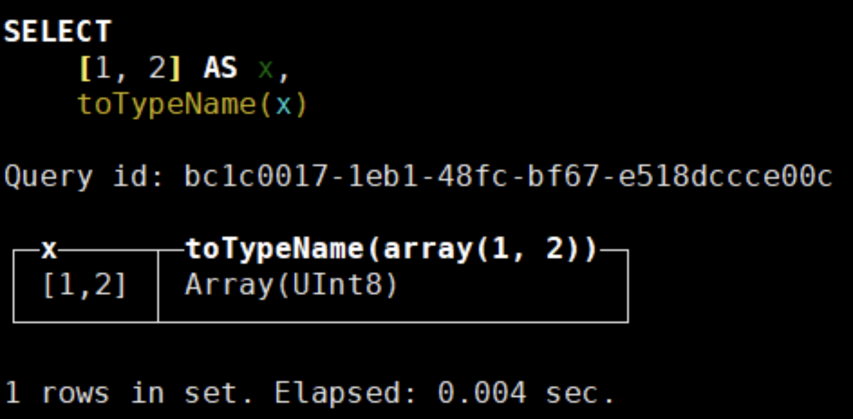 SELECT
[1, 2] AS x,
toTypeName(x)
Query id: bc1c0017-1eb1-48fc-bf67-e518dccce00c
x toTypeName(array(1, 2))
[1,2] Array(UInt8)
1 rows in set. Elapsed: 0.004 sec.